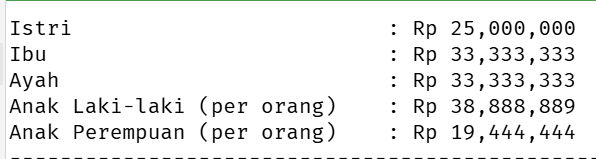 Istri : Rp 25,000,000
Ibu : Rp 33,333,333
Ayah : Rp 33,333,333
Anak Laki-laki (per orang) : Rp 38,888,889
Anak Perempuan (per orang) : Rp 19,444,444
-----------------------------------------------